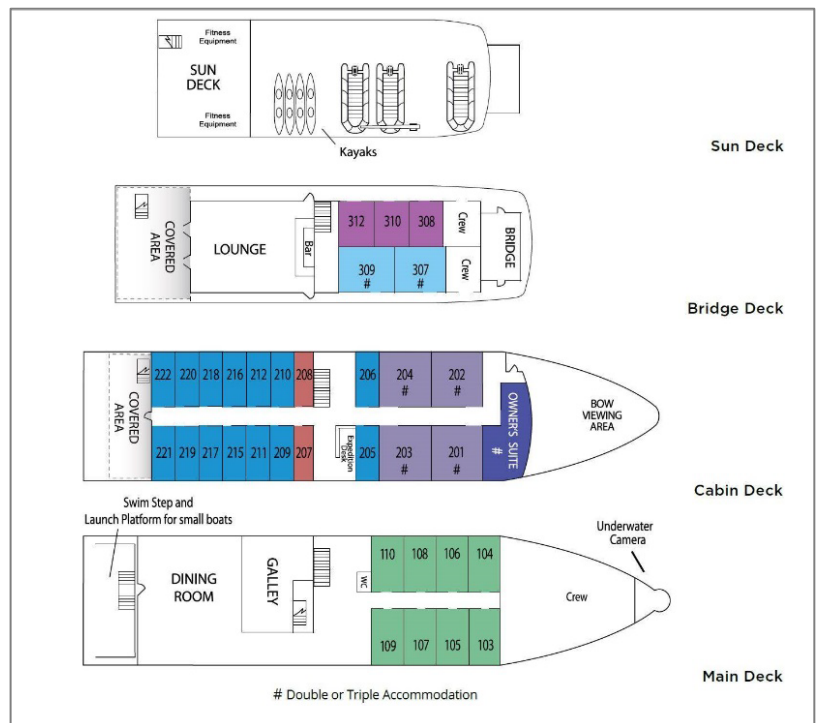 Fitness
Equipment
SUN
DECK
Fitness
Equipment
Kayaks
Sun Deck
COVERED
AREA
LOUNGE
Bar
312 310 308
Crew
309
#
307
#
Crew
BRIDGE
Bridge Deck
COVERED
AREA
222 220 218 216 212 210 208
206
204
#
202
#
221 219 217 215 211 209 207
Expedition
Desk
205
203
#
201
#
OWNER'S SUITE
#
BOW
VIEWING
AREA
Cabin Deck
Swim Step and
Launch Platform for small boats
Underwater
Camera
DINING
ROOM
GALLEY
WC
110 108 106 104
109 107 105 103
Crew
Main Deck
# Double or Triple Accommodation